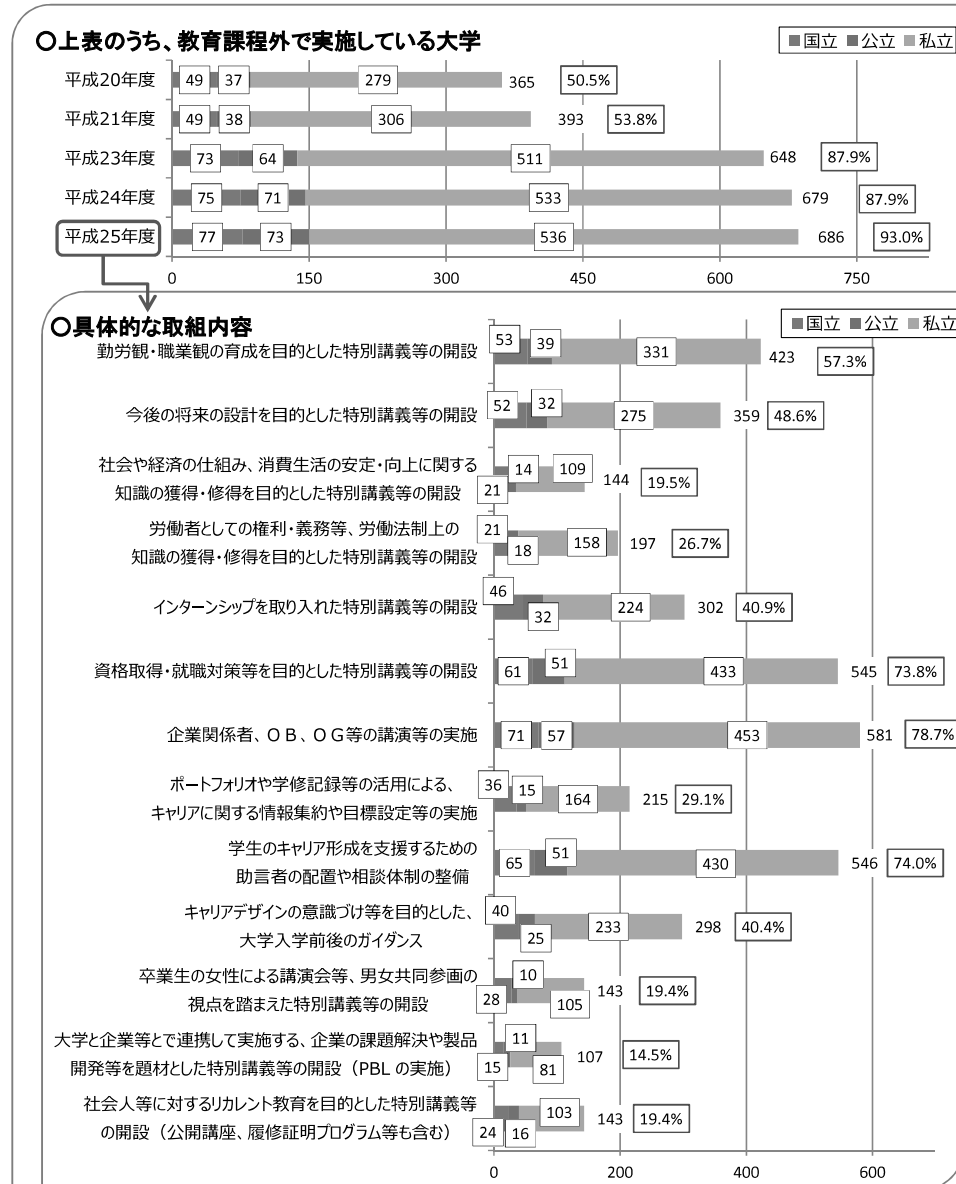 ○上表のうち、教育課程外で実施している大学
■国立 ■公立 ■私立
平成20年度 49 37 279 365 50.5%
平成21年度 49 38 306 393 53.8%
平成23年度 73 64 511 648 87.9%
平成24年度 75 71 533 679 87.9%
平成25年度 77 73 536 686 93.0%
0 150 300 450 600 750
○具体的な取組内容
■国立 ■公立 ■私立
勤労観・職業観の育成を目的とした特別講義等の開設 53 39 331 423 57.3%
今後の将来の設計を目的とした特別講義等の開設 52 32 275 359 48.6%
社会や経済の仕組み、消費生活の安定・向上に関する
知識の獲得・修得を目的とした特別講義等の開設 21 14 109 144 19.5%
労働者としての権利・義務等、労働法制上の
知識の獲得・修得を目的とした特別講義等の開設 21 18 158 197 26.7%
インターンシップを取り入れた特別講義等の開設 46 32 224 302 40.9%
資格取得・就職対策等を目的とした特別講義等の開設 61 51 433 545 73.8%
企業関係者、ＯＢ、ＯＧ等の講演等の実施 71 57 453 581 78.7%
ポートフォリオや学修記録等の活用による、
キャリアに関する情報集約や目標設定等の実施 36 15 164 215 29.1%
学生のキャリア形成を支援するための
助言者の配置や相談体制の整備 65 51 430 546 74.0%
キャリアデザインの意識づけ等を目的とした、
大学入学前後のガイダンス 40 25 233 298 40.4%
卒業生の女性による講演会等、男女共同参画の
視点を踏まえた特別講義等の開設 28 10 105 143 19.4%
大学と企業等とで連携して実施する、企業の課題解決や製品
開発等を題材とした特別講義等の開設（PBL の実施） 15 11 81 107 14.5%
社会人等に対するリカレント教育を目的とした特別講義等
の開設（公開講座、履修証明プログラム等も含む） 24 16 103 143 19.4%
0 200 400 600